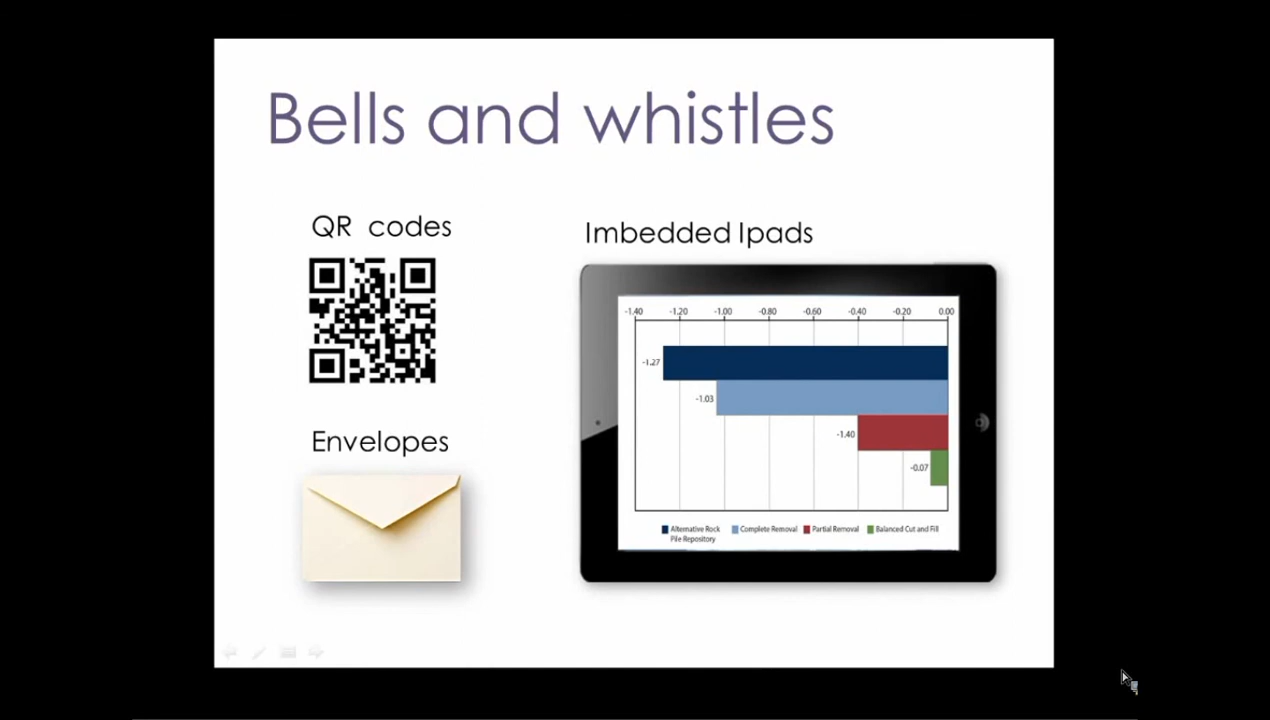 Bells and whistles
QR codes
Envelopes
Imbedded Ipads
-1.40 -1.20 -1.00 -0.80 -0.60 -0.40 -0.20 0.00
-1.27
-1.03
-1.40
-0.07
Alternative Rock Pile Repository
Complete Removal
Partial Removal
Balanced Cut and Fill